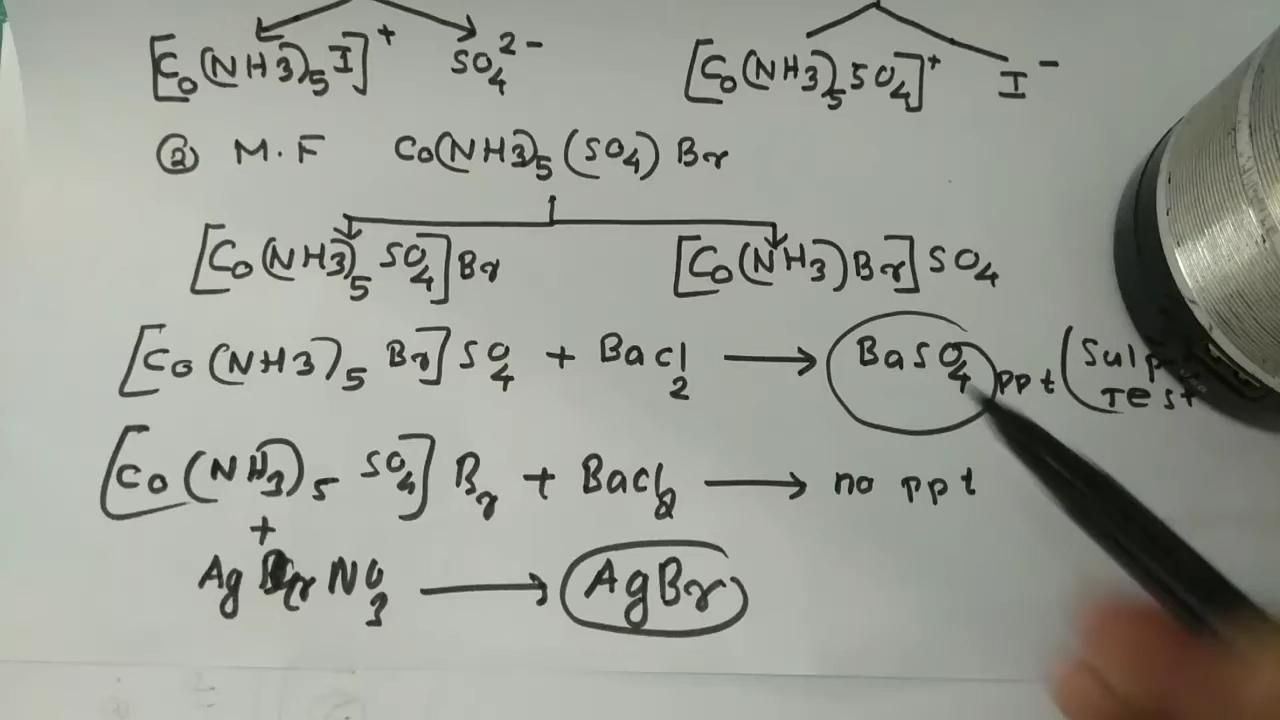 [Co(NH3)5I]+ SO4 2- [Co(NH3)5SO4]+ I-
② M.F Co(NH3)5(SO4)Br
[Co(NH3)5SO4]Br [Co(NH3)Br]SO4
[Co(NH3)5Br]SO4 + BaCl2 → BaSO4 ppt (Sulp
Test
[Co(NH3)5SO4]Br + BaCl2 → no ppt
+
Ag NO3 → AgBr